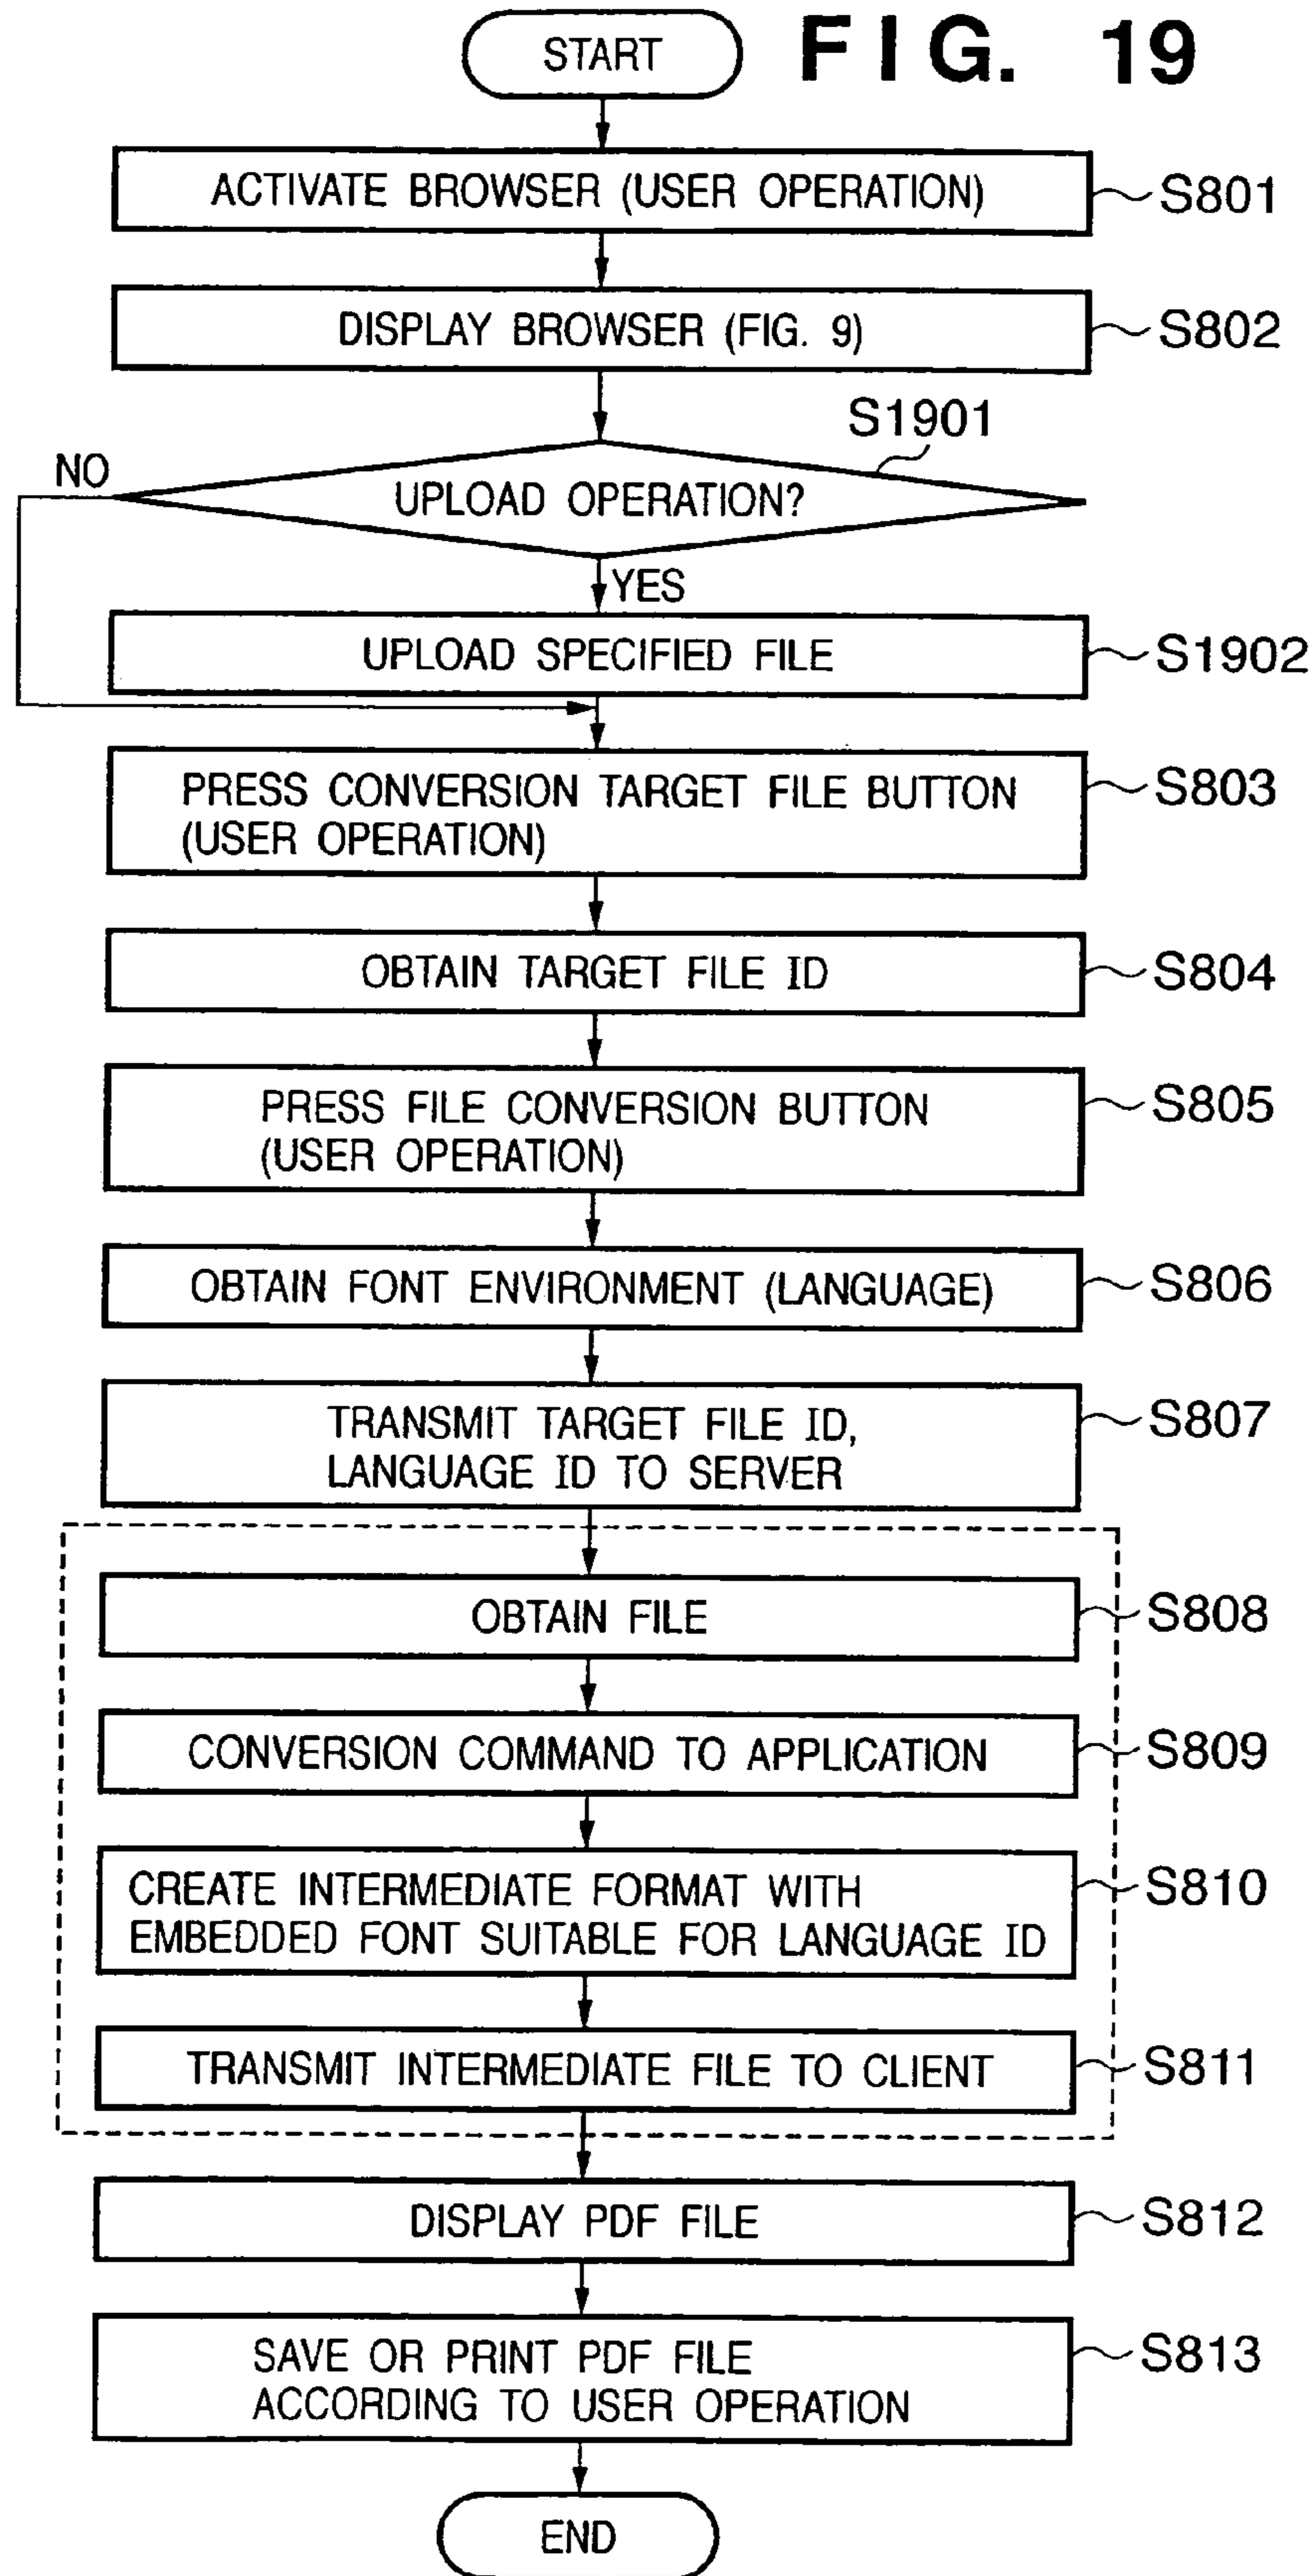 START
FIG. 19
ACTIVATE BROWSER (USER OPERATION)
S801
DISPLAY BROWSER (FIG. 9)
S802
S1901
NO
UPLOAD OPERATION?
YES
UPLOAD SPECIFIED FILE
S1902
PRESS CONVERSION TARGET FILE BUTTON
(USER OPERATION)
S803
OBTAIN TARGET FILE ID
S804
PRESS FILE CONVERSION BUTTON
(USER OPERATION)
S805
OBTAIN FONT ENVIRONMENT (LANGUAGE)
S806
TRANSMIT TARGET FILE ID,
LANGUAGE ID TO SERVER
S807
OBTAIN FILE
S808
CONVERSION COMMAND TO APPLICATION
S809
CREATE INTERMEDIATE FORMAT WITH
EMBEDDED FONT SUITABLE FOR LANGUAGE ID
S810
TRANSMIT INTERMEDIATE FILE TO CLIENT
S811
DISPLAY PDF FILE
S812
SAVE OR PRINT PDF FILE
ACCORDING TO USER OPERATION
S813
END